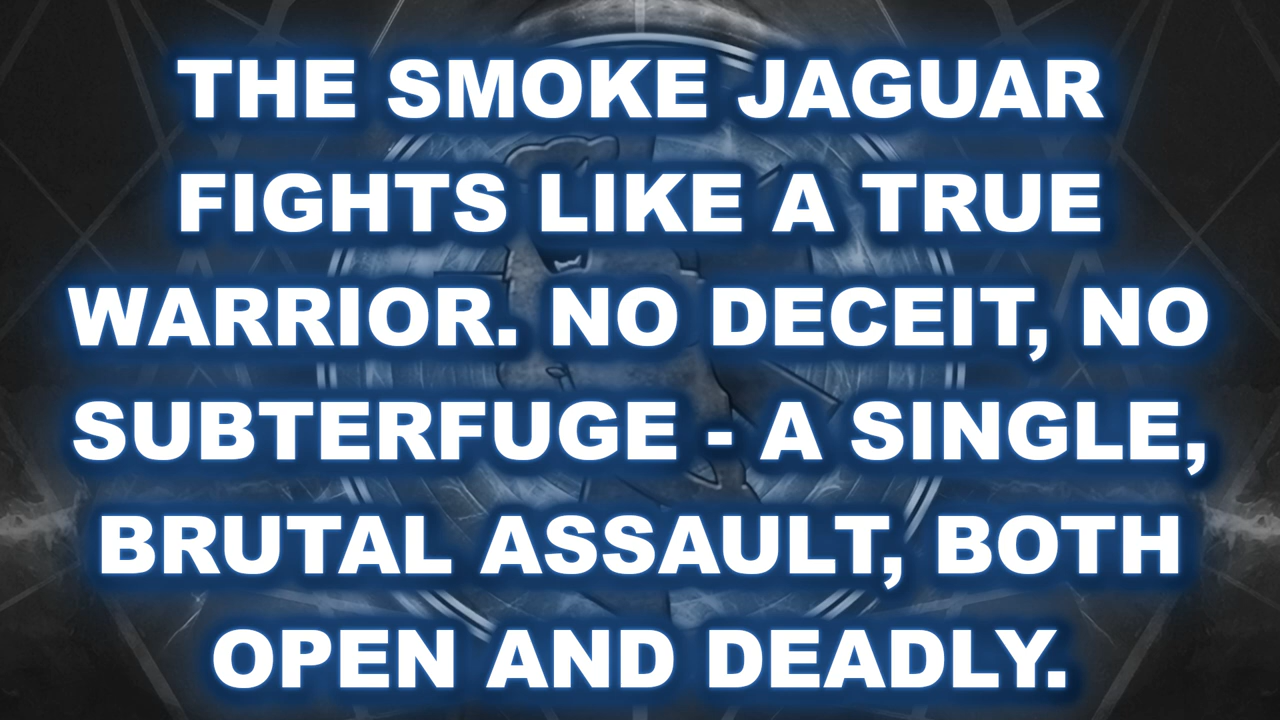 THE SMOKE JAGUAR
FIGHTS LIKE A TRUE
WARRIOR. NO DECEIT, NO
SUBTERFUGE - A SINGLE,
BRUTAL ASSAULT, BOTH
OPEN AND DEADLY.